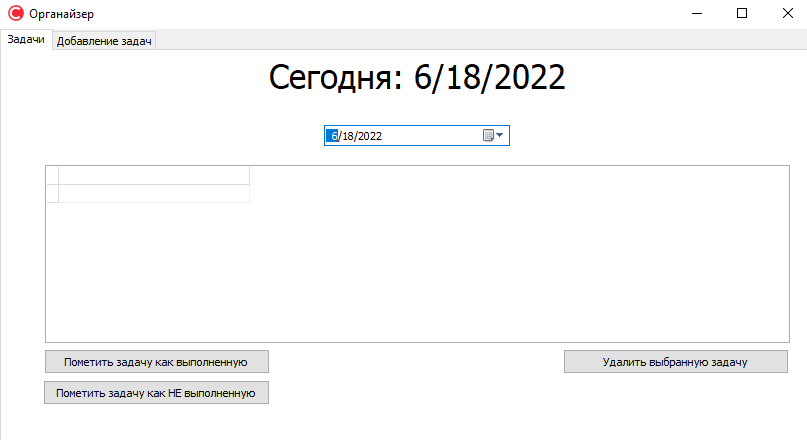 Органайзер
Задачи Добавление задач
Сегодня: 6/18/2022
6/18/2022
Пометить задачу как выполненную Удалить выбранную задачу
Пометить задачу как НЕ выполненную